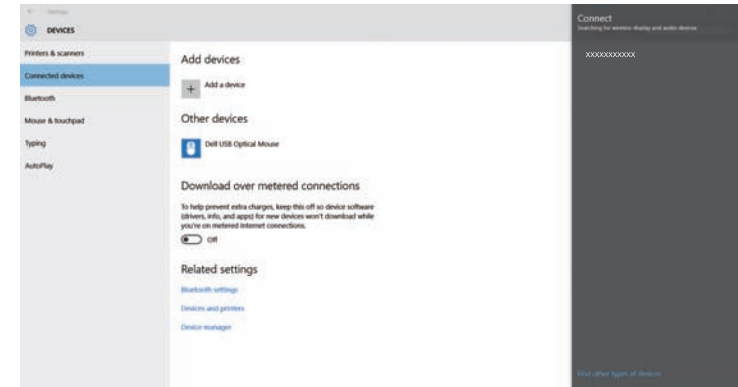 Settings
DEVICES
Printers & scanners
Connected devices
Bluetooth
Mouse & touchpad
Typing
AutoPlay
Add devices
Add a device
Other devices
Dell USB Optical Mouse
Download over metered connections
To help prevent extra charges, keep this off so device software
(drivers, info, and apps) for new devices won't download while
you're on metered Internet connections.
Off
Related settings
Bluetooth settings
Devices and printers
Device manager
Connect
Searching for wireless display and audio devices
xxxxxxxxxxx
Find other types of devices